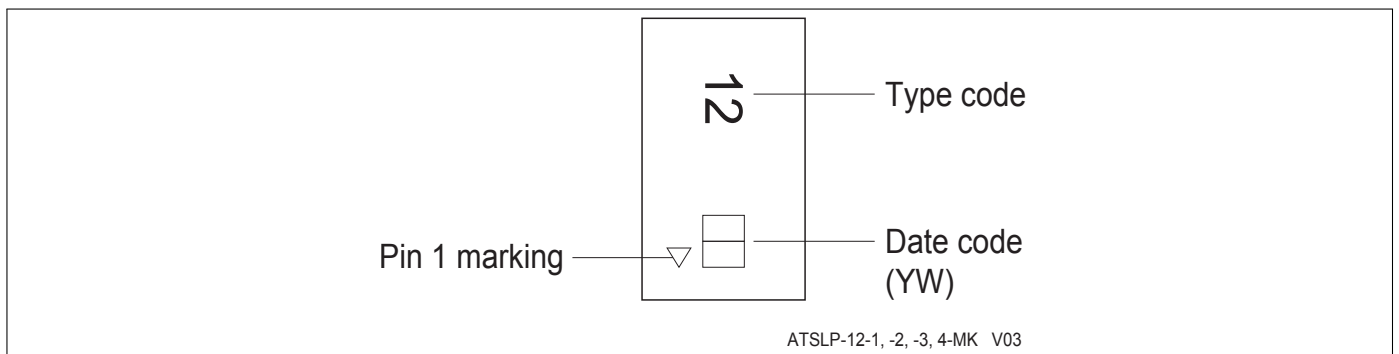 12
Type code
Pin 1 marking
Date code
(YW)
ATSLP-12-1, -2, -3, 4-MK V03